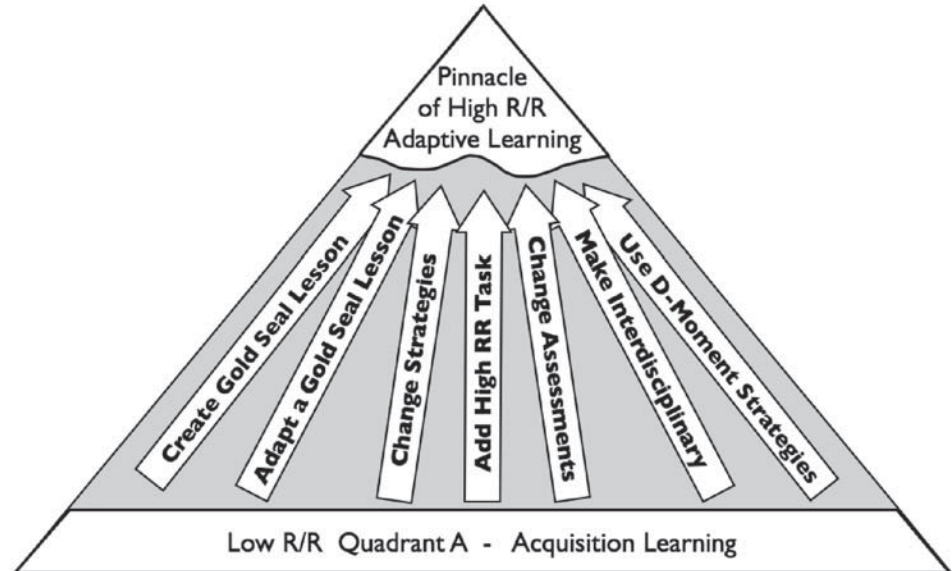 Pinnacle
of High R/R
Adaptive Learning
Create Gold Seal Lesson
Adapt a Gold Seal Lesson
Change Strategies
Add High RR Task
Change Assessments
Make Interdisciplinary
Use D-Moment Strategies
Low R/R Quadrant A - Acquisition Learning